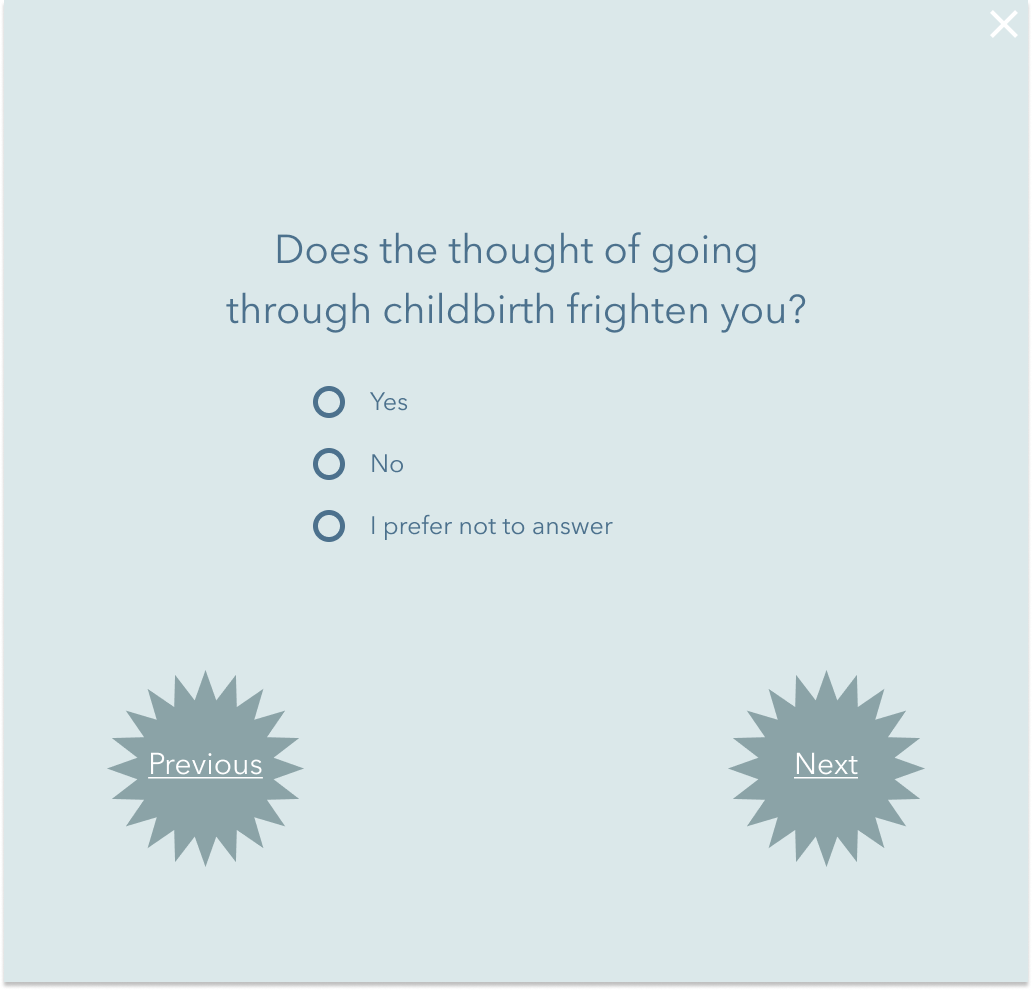 Does the thought of going
through childbirth frighten you?
Yes
No
I prefer not to answer
Previous
Next